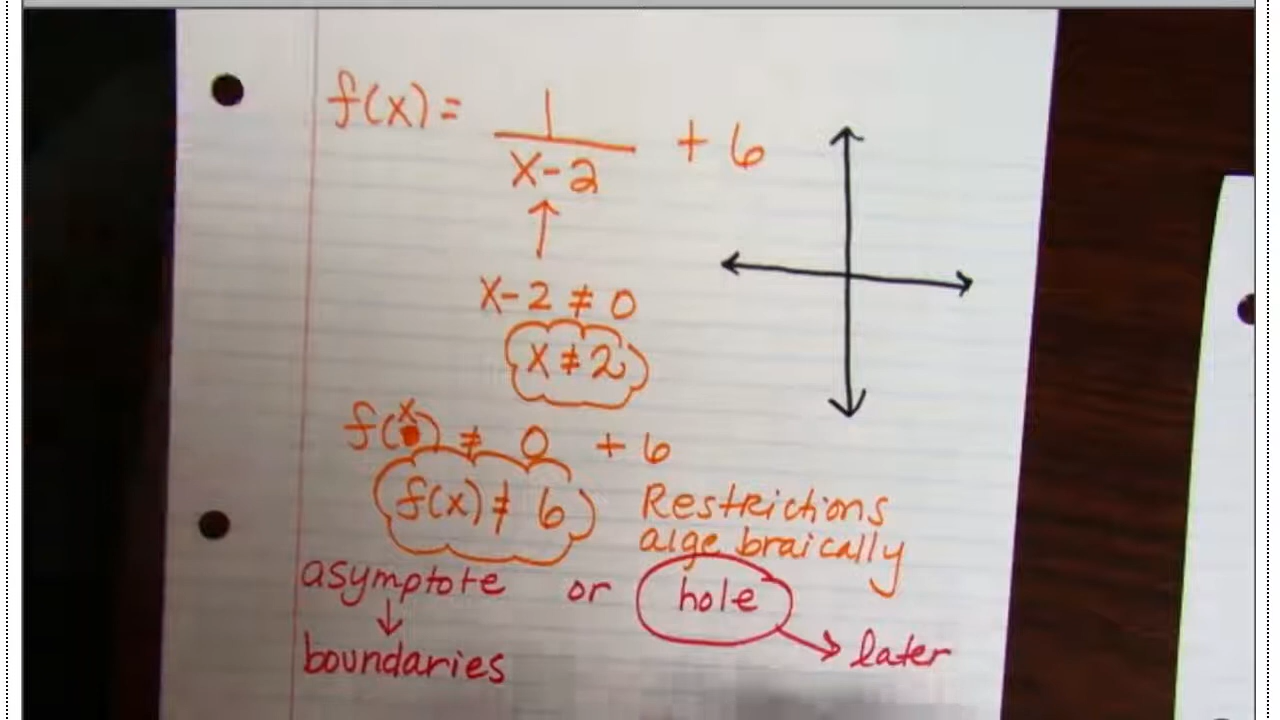 f(x) = 1/(x-2) + 6
↑
x-2 ≠ 0
x ≠ 2
f(x) ≠ 0 + 6
f(x) ≠ 6
Restrictions
algebraically
asymptote or hole → later
↓
boundaries